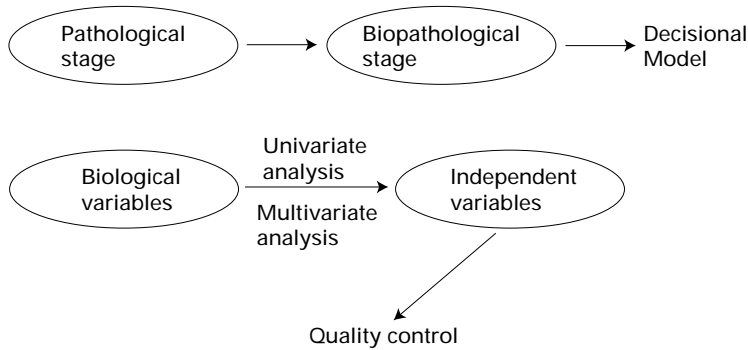 Pathological
stage
Biopathological
stage
Decisional
Model
Univariate
analysis
Biological
variables
Multivariate
analysis
Independent
variables
Quality control